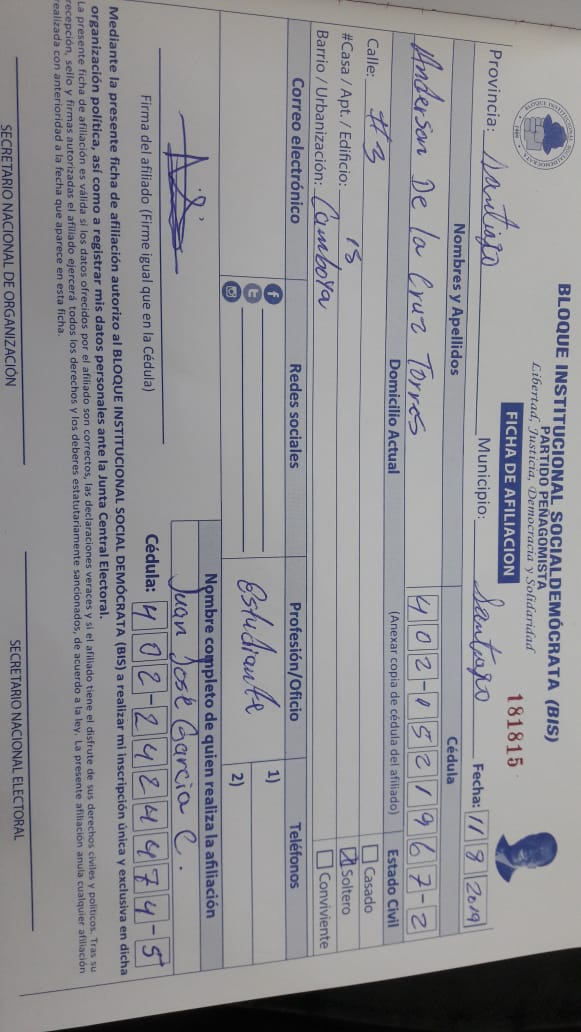 BLOQUE INSTITUCIONAL SOCIALDEMÓCRATA (BIS)
PARTIDO PEÑAGOMISTA
Libertad, Justicia, Democracia y Solidaridad
FICHA DE AFILIACION
181815
Provincia: Santiago Municipio: Santiago Fecha: 11 8 2019
Nombres y Apellidos Cédula
Anderson De La Cruz Torres 402-1521967-2
Domicilio Actual (Anexar copia de cédula del afiliado) Estado Civil
Calle: #3 Casado
#Casa / Apt. / Edificio: 15 Soltero
Barrio / Urbanización: Camboya Conviviente
Correo electrónico Redes sociales Profesión/Oficio Teléfonos
Estudiante
1)
2)
Nombre completo de quien realiza la afiliación
Juan José García C.
Firma del afiliado (Firme igual que en la Cédula)
Cédula: 402-2424474-5
Mediante la presente ficha de afiliación autorizo al BLOQUE INSTITUCIONAL SOCIAL DEMÓCRATA (BIS) a realizar mi inscripción única y exclusiva en dicha
organización política, así como a registrar mis datos personales ante la Junta Central Electoral.
La presente ficha de afiliación es válida si los datos ofrecidos por el afiliado son correctos, las declaraciones veraces y si el afiliado tiene el disfrute de sus derechos civiles y políticos. Tras su
recepción, sello y firmas autorizadas el afiliado ejercerá todos los derechos y los deberes estatutariamente sancionados, de acuerdo a la ley. La presente afiliación anula cualquier afiliación
realizada con anterioridad a la fecha que aparece en esta ficha.
SECRETARIO NACIONAL DE ORGANIZACIÓN SECRETARIO NACIONAL ELECTORAL